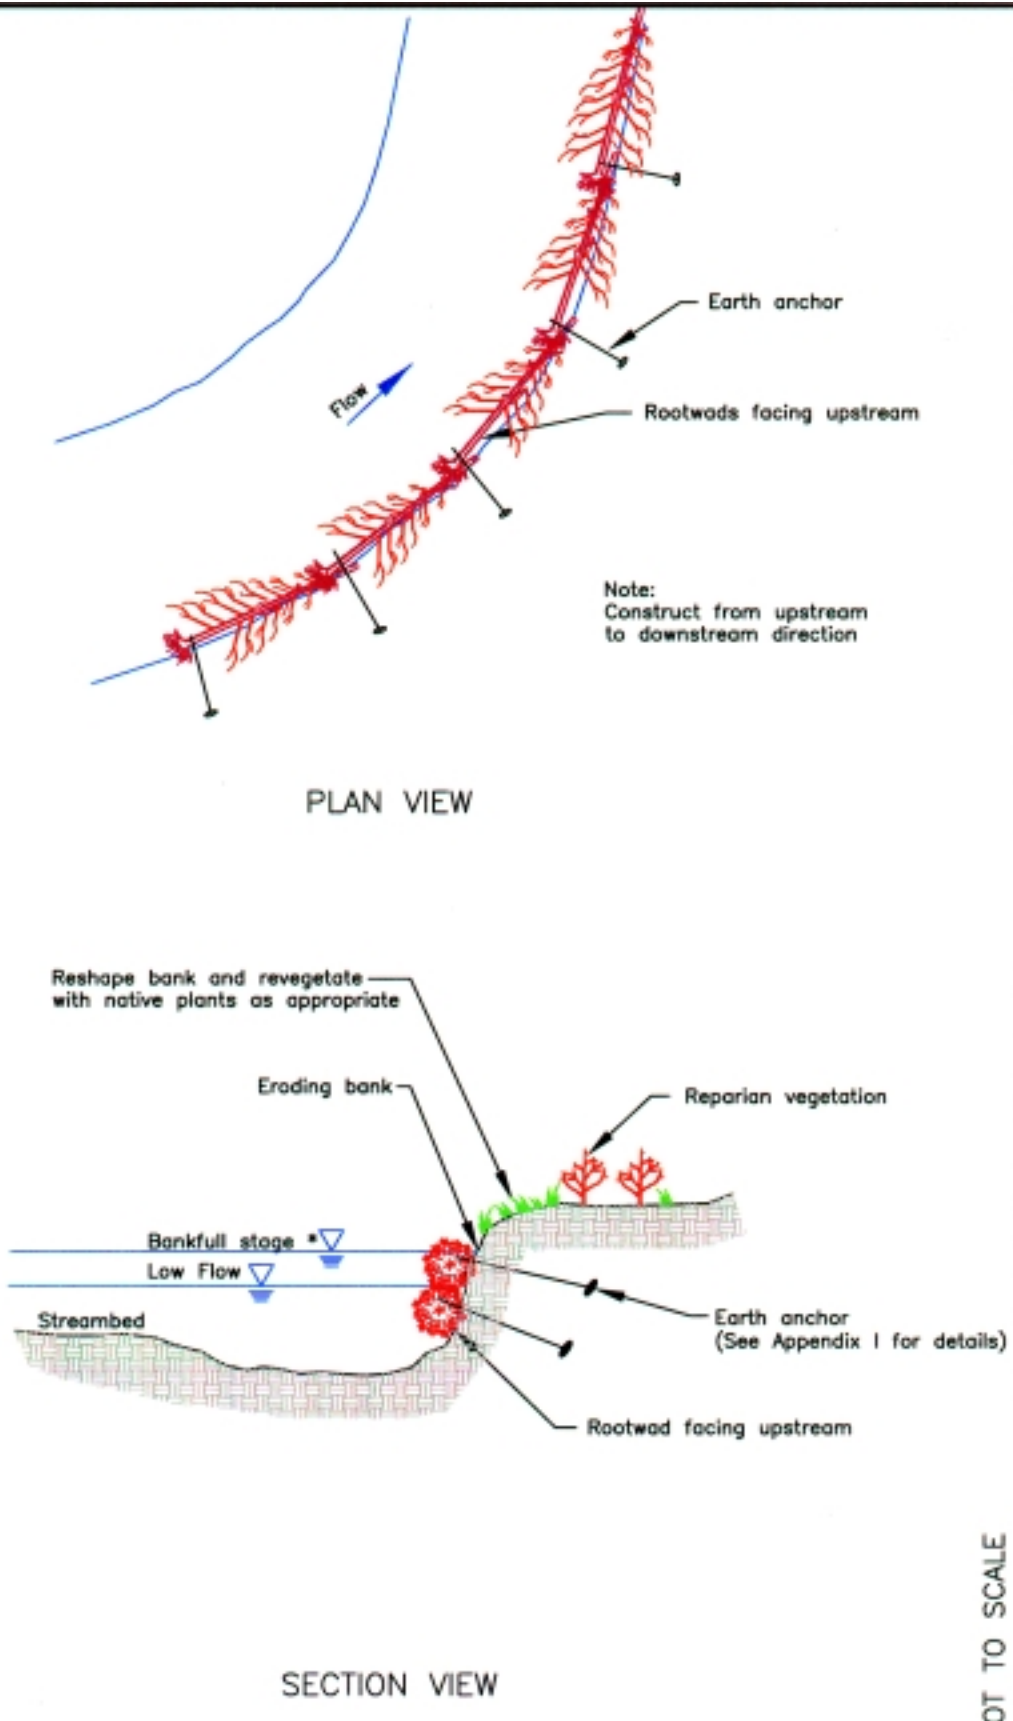 Earth anchor
Flow
Rootwads facing upstream
Note:
Construct from upstream
to downstream direction
PLAN VIEW
Reshape bank and revegetate
with native plants as appropriate
Eroding bank
Reparian vegetation
Bankfull stage *
Low Flow
Streambed
Earth anchor
(See Appendix I for details)
Rootwad facing upstream
SECTION VIEW
OT TO SCALE